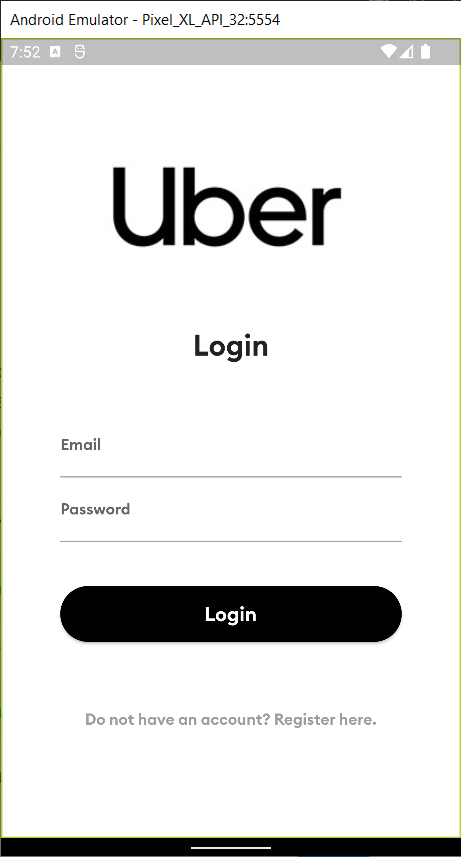 Android Emulator - Pixel_XL_API_32:5554
7:52
Uber
Login
Email
Password
Login
Do not have an account? Register here.